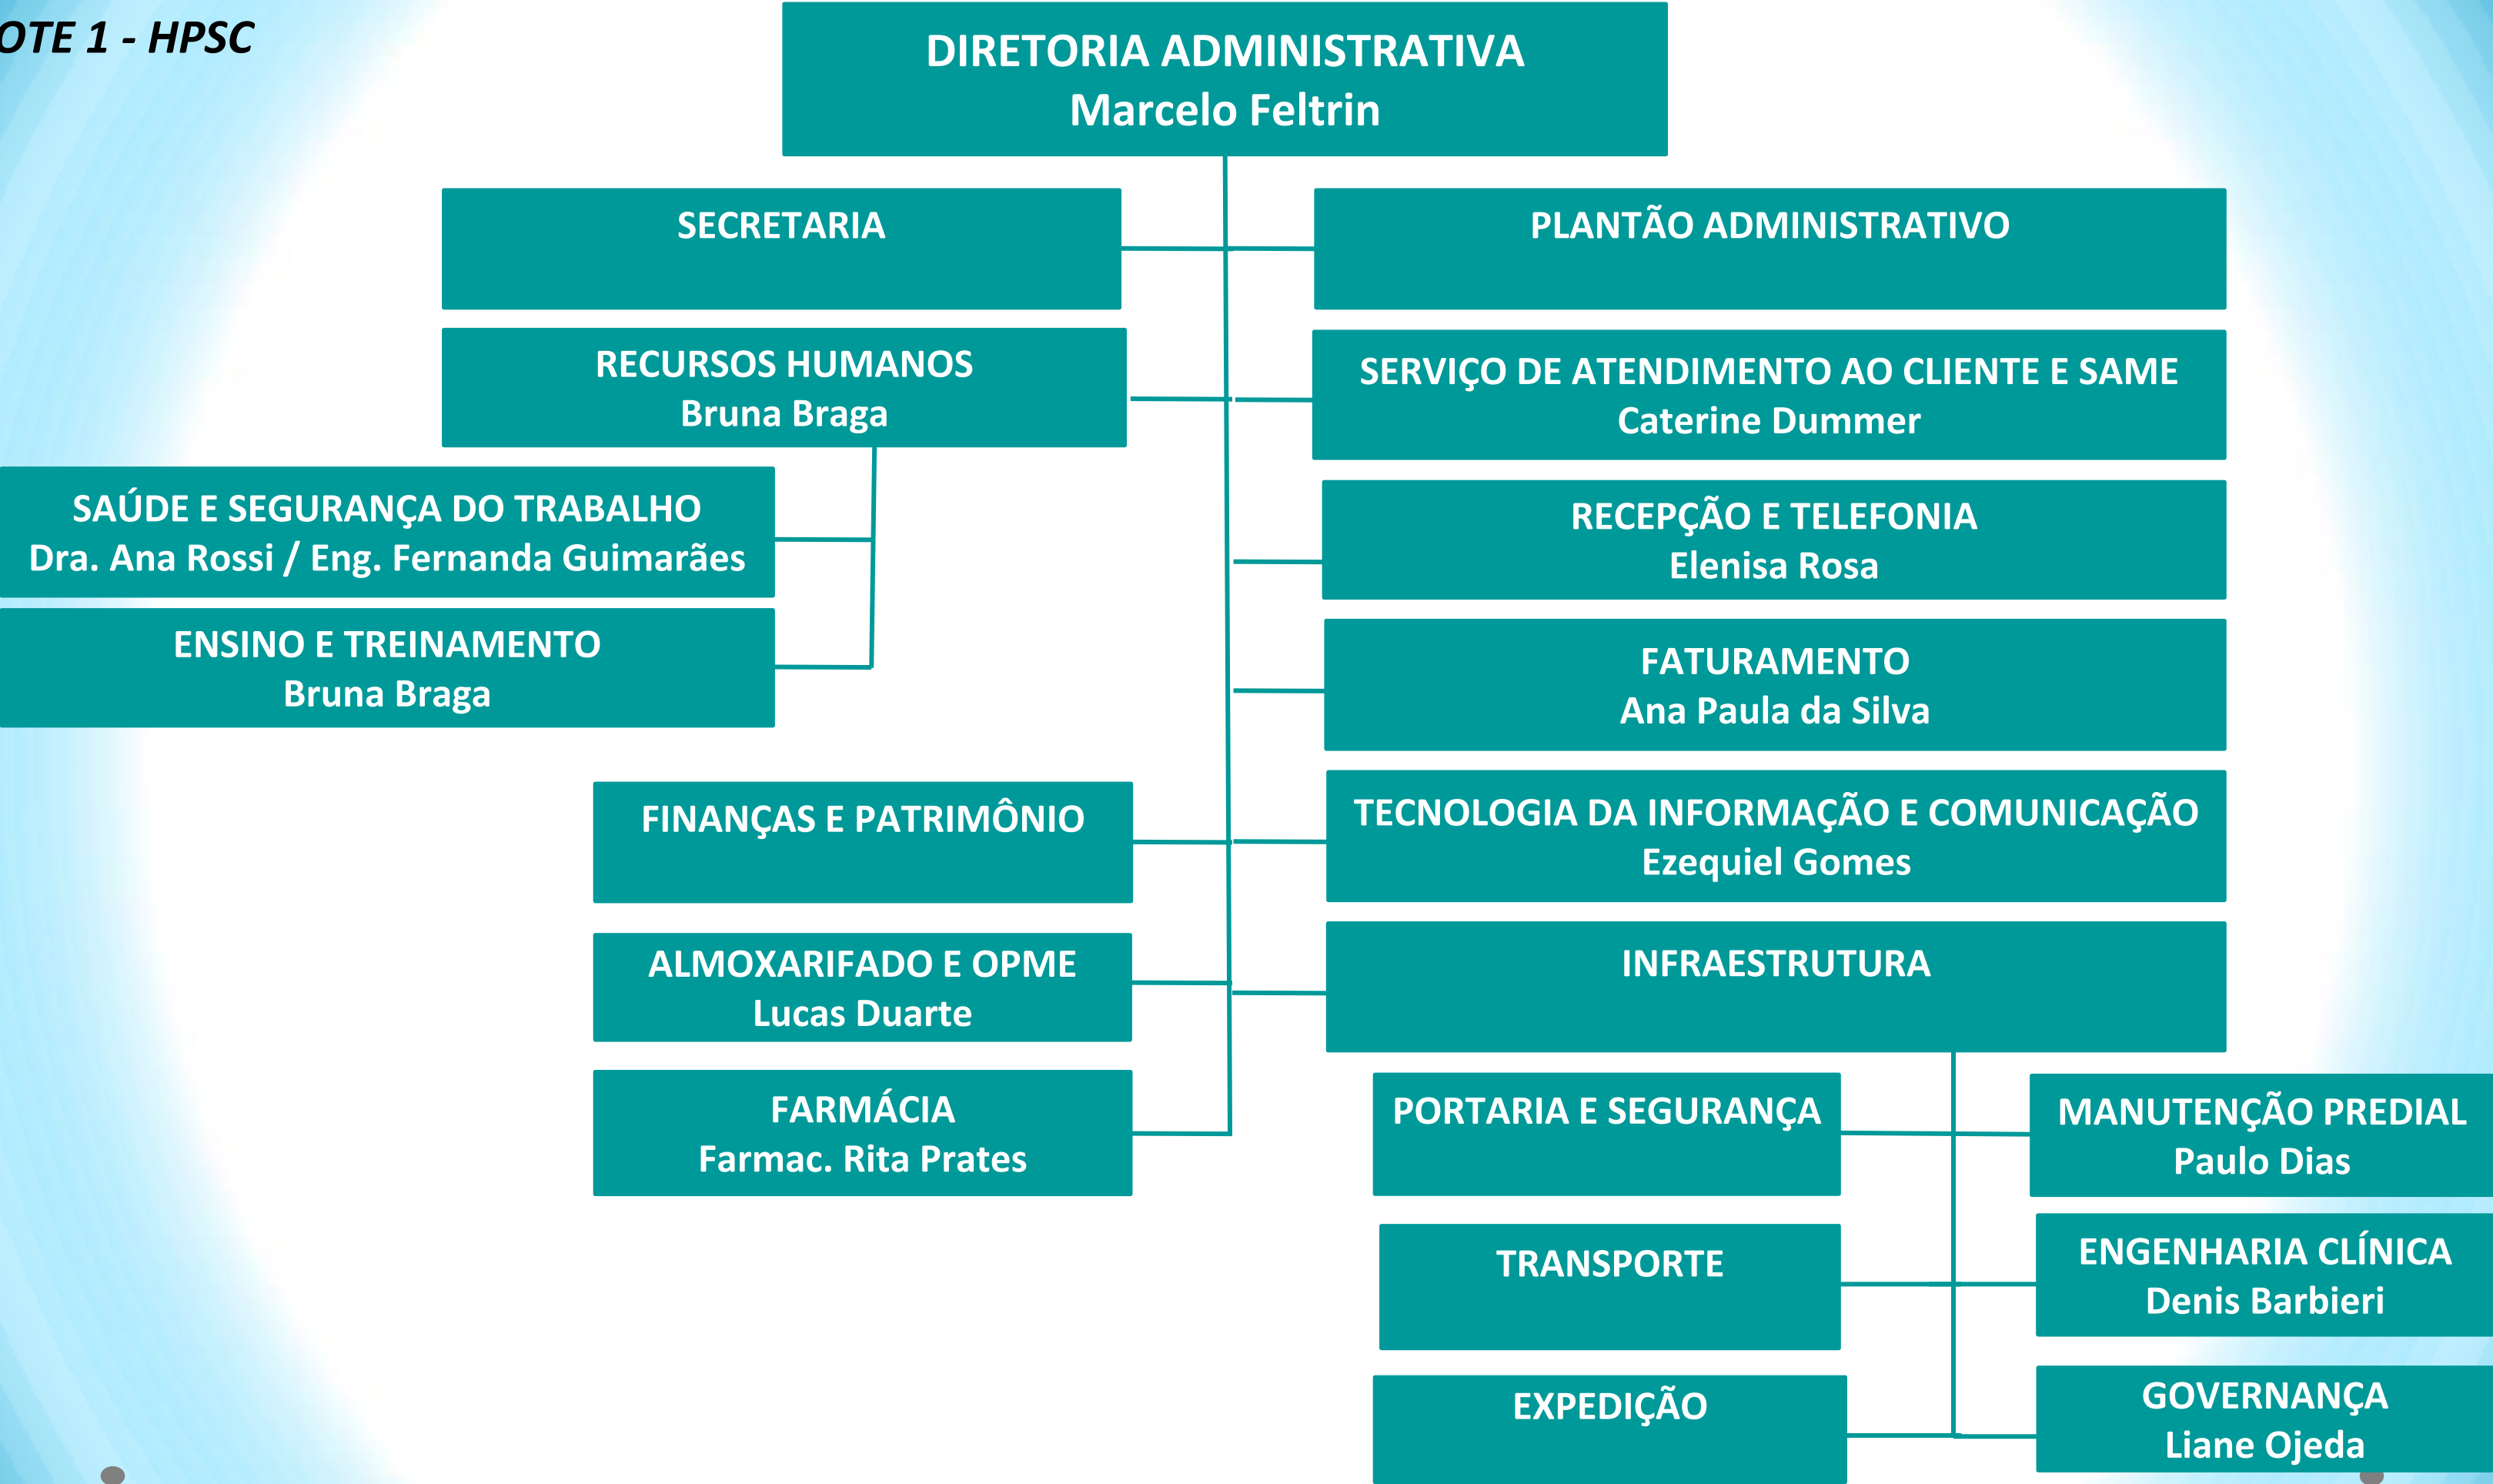 OTE 1 - HPSC
DIRETORIA ADMINISTRATIVA
Marcelo Feltrin
SECRETARIA
PLANTÃO ADMINISTRATIVO
RECURSOS HUMANOS
Bruna Braga
SERVIÇO DE ATENDIMENTO AO CLIENTE E SAME
Caterine Dummer
SAÚDE E SEGURANÇA DO TRABALHO
Dra. Ana Rossi / Eng. Fernanda Guimarães
RECEPÇÃO E TELEFONIA
Elenisa Rosa
ENSINO E TREINAMENTO
Bruna Braga
FATURAMENTO
Ana Paula da Silva
FINANÇAS E PATRIMÔNIO
TECNOLOGIA DA INFORMAÇÃO E COMUNICAÇÃO
Ezequiel Gomes
ALMOXARIFADO E OPME
Lucas Duarte
INFRAESTRUTURA
FARMÁCIA
Farmac. Rita Prates
PORTARIA E SEGURANÇA
MANUTENÇÃO PREDIAL
Paulo Dias
TRANSPORTE
ENGENHARIA CLÍNICA
Denis Barbieri
EXPEDIÇÃO
GOVERNANÇA
Liane Ojeda